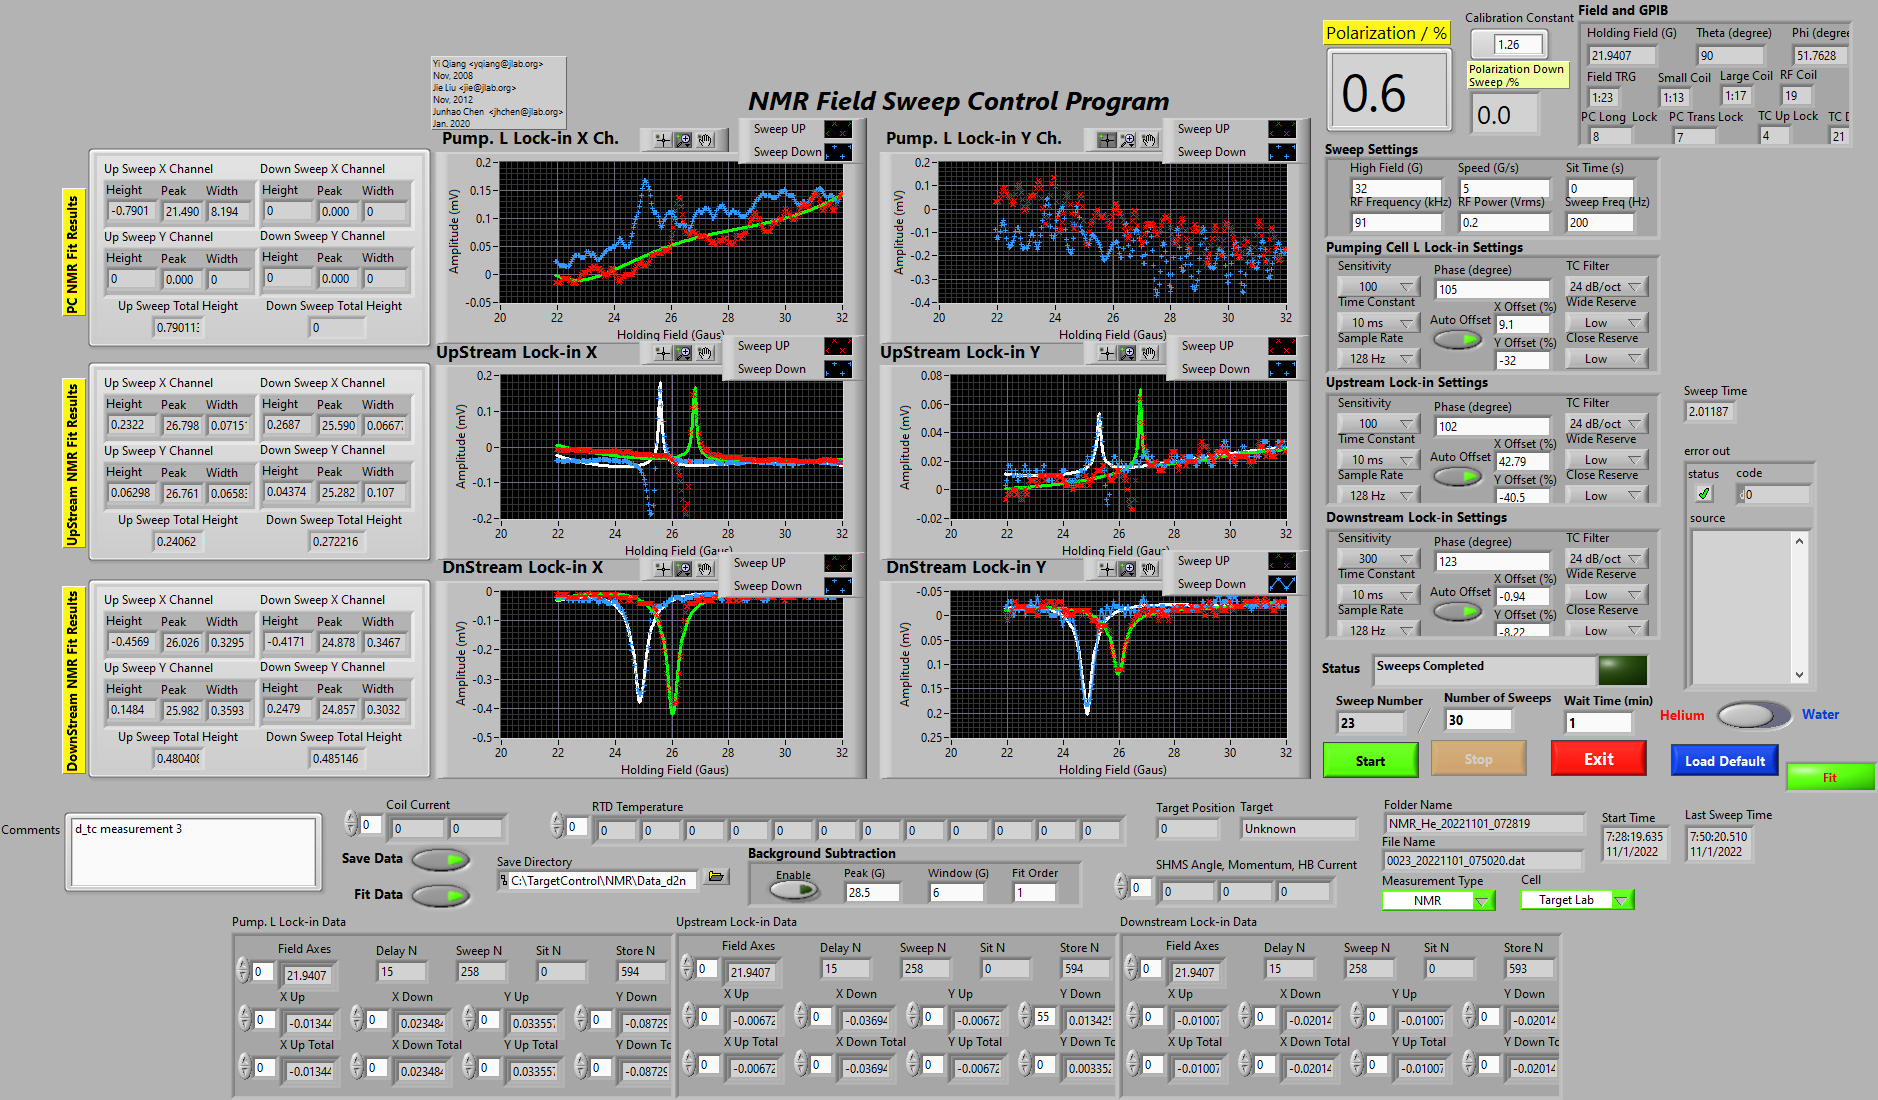 Yi Qiang <yqiang@jlab.org>
Nov, 2008
Jie Liu <jie@jlab.org>
Nov, 2012
Junhao Chen <jhchen@jlab.org>
Jan. 2020
NMR Field Sweep Control Program
Polarization / %
0.6
Calibration Constant
1.26
Polarization Down
Sweep /%
0.0
Field and GPIB
Holding Field (G) Theta (degree) Phi (degree
21.9407 90 51.7628
Field TRG Small Coil Large Coil RF Coil
1:23 1:13 1:17 19
PC Long Lock PC Trans Lock TC Up Lock TC D
8 7 4 21
PC NMR Fit Results
Up Sweep X Channel Down Sweep X Channel
Height Peak Width Height Peak Width
-0.7901 21.490 8.194 0 0.000 0
Up Sweep Y Channel Down Sweep Y Channel
Height Peak Width Height Peak Width
0 0.000 0 0 0.000 0
Up Sweep Total Height Down Sweep Total Height
0.790113 0
UpStream NMR Fit Results
Up Sweep X Channel Down Sweep X Channel
Height Peak Width Height Peak Width
0.2322 26.798 0.0715 0.2687 25.590 0.0667
Up Sweep Y Channel Down Sweep Y Channel
Height Peak Width Height Peak Width
0.06298 26.761 0.0658 0.04374 25.282 0.107
Up Sweep Total Height Down Sweep Total Height
0.24062 0.272216
DownStream NMR Fit Results
Up Sweep X Channel Down Sweep X Channel
Height Peak Width Height Peak Width
-0.4569 26.026 0.3295 -0.4171 24.878 0.3467
Up Sweep Y Channel Down Sweep Y Channel
Height Peak Width Height Peak Width
0.1484 25.982 0.3593 0.2479 24.857 0.3032
Up Sweep Total Height Down Sweep Total Height
0.480408 0.485146
Pump. L Lock-in X Ch.
Sweep UP
Sweep Down
Amplitude (mV)
0.2
0.15
0.1
0.05
0
-0.05
20 22 24 26 28 30 32
Holding Field (Gaus)
Pump. L Lock-in Y Ch.
Sweep UP
Sweep Down
Amplitude (mV)
0.2
0.1
0
-0.1
-0.2
-0.3
-0.4
20 22 24 26 28 30 32
Holding Field (Gaus)
UpStream Lock-in X
Sweep UP
Sweep Down
Amplitude (mV)
0.2
0.1
0
-0.1
-0.2
20 22 24 26 28 30 32
Holding Field (Gaus)
UpStream Lock-in Y
Sweep UP
Sweep Down
Amplitude (mV)
0.08
0.06
0.04
0.02
0
-0.02
20 22 24 26 28 30 32
Holding Field (Gaus)
DnStream Lock-in X
Sweep UP
Sweep Down
Amplitude (mV)
0
-0.1
-0.2
-0.3
-0.4
-0.5
20 22 24 26 28 30 32
Holding Field (Gaus)
DnStream Lock-in Y
Sweep UP
Sweep Down
Amplitude (mV)
-0.05
0
0.05
0.1
0.15
0.2
0.25
20 22 24 26 28 30 32
Holding Field (Gaus)
Sweep Settings
High Field (G) Speed (G/s) Sit Time (s)
32 5 0
RF Frequency (kHz) RF Power (Vrms) Sweep Freq (Hz)
91 0.2 200
Pumping Cell L Lock-in Settings
Sensitivity Phase (degree) TC Filter
100 105 24 dB/oct
Time Constant X Offset (%) Wide Reserve
10 ms Auto Offset 9.1 Low
Sample Rate Y Offset (%) Close Reserve
128 Hz -32 Low
Upstream Lock-in Settings
Sensitivity Phase (degree) TC Filter
100 102 24 dB/oct
Time Constant X Offset (%) Wide Reserve
10 ms Auto Offset 42.79 Low
Sample Rate Y Offset (%) Close Reserve
128 Hz -40.5 Low
Downstream Lock-in Settings
Sensitivity Phase (degree) TC Filter
300 123 24 dB/oct
Time Constant X Offset (%) Wide Reserve
10 ms Auto Offset -0.94 Low
Sample Rate Y Offset (%) Close Reserve
128 Hz -8.22 Low
Sweep Time
2.01187
error out
status code
0
source
Status Sweeps Completed
Sweep Number Number of Sweeps Wait Time (min)
23 / 30 1
Helium Water
Start Stop Exit Load Default Fit
Comments
d_tc measurement 3
Coil Current
0 0 0
Save Data
Fit Data
RTD Temperature
0 0 0 0 0 0 0 0 0 0 0 0 0
Save Directory
C:\TargetControl\NMR\Data_d2n
Background Subtraction
Enable Peak (G) Window (G) Fit Order
28.5 6 1
Target Position Target
0 Unknown
SHMS Angle, Momentum, HB Current
0 0 0 0
Folder Name
NMR_He_20221101_072819
File Name
0023_20221101_075020.dat
Measurement Type Cell
NMR Target Lab
Start Time
7:28:19.635
11/1/2022
Last Sweep Time
7:50:20.510
11/1/2022
Pump. L Lock-in Data
Field Axes Delay N Sweep N Sit N Store N
0 21.9407 15 258 0 594
X Up X Down Y Up Y Down
0 -0.01344 0 0.023484 0 0.033557 0 -0.08729
X Up Total X Down Total Y Up Total Y Down To
0 -0.01344 0 0.023484 0 0.033557 0 -0.08729
Upstream Lock-in Data
Field Axes Delay N Sweep N Sit N Store N
0 21.9407 15 258 0 594
X Up X Down Y Up Y Down
0 -0.00672 0 -0.03694 0 -0.00672 55 0.013425
X Up Total X Down Total Y Up Total Y Down To
0 -0.00672 0 -0.03694 0 -0.00672 0 0.003352
Downstream Lock-in Data
Field Axes Delay N Sweep N Sit N Store N
0 21.9407 15 258 0 593
X Up X Down Y Up Y Down
0 -0.01007 0 -0.02014 0 -0.01007 0 -0.02014
X Up Total X Down Total Y Up Total Y Down To
0 -0.01007 0 -0.02014 0 -0.01007 0 -0.02014